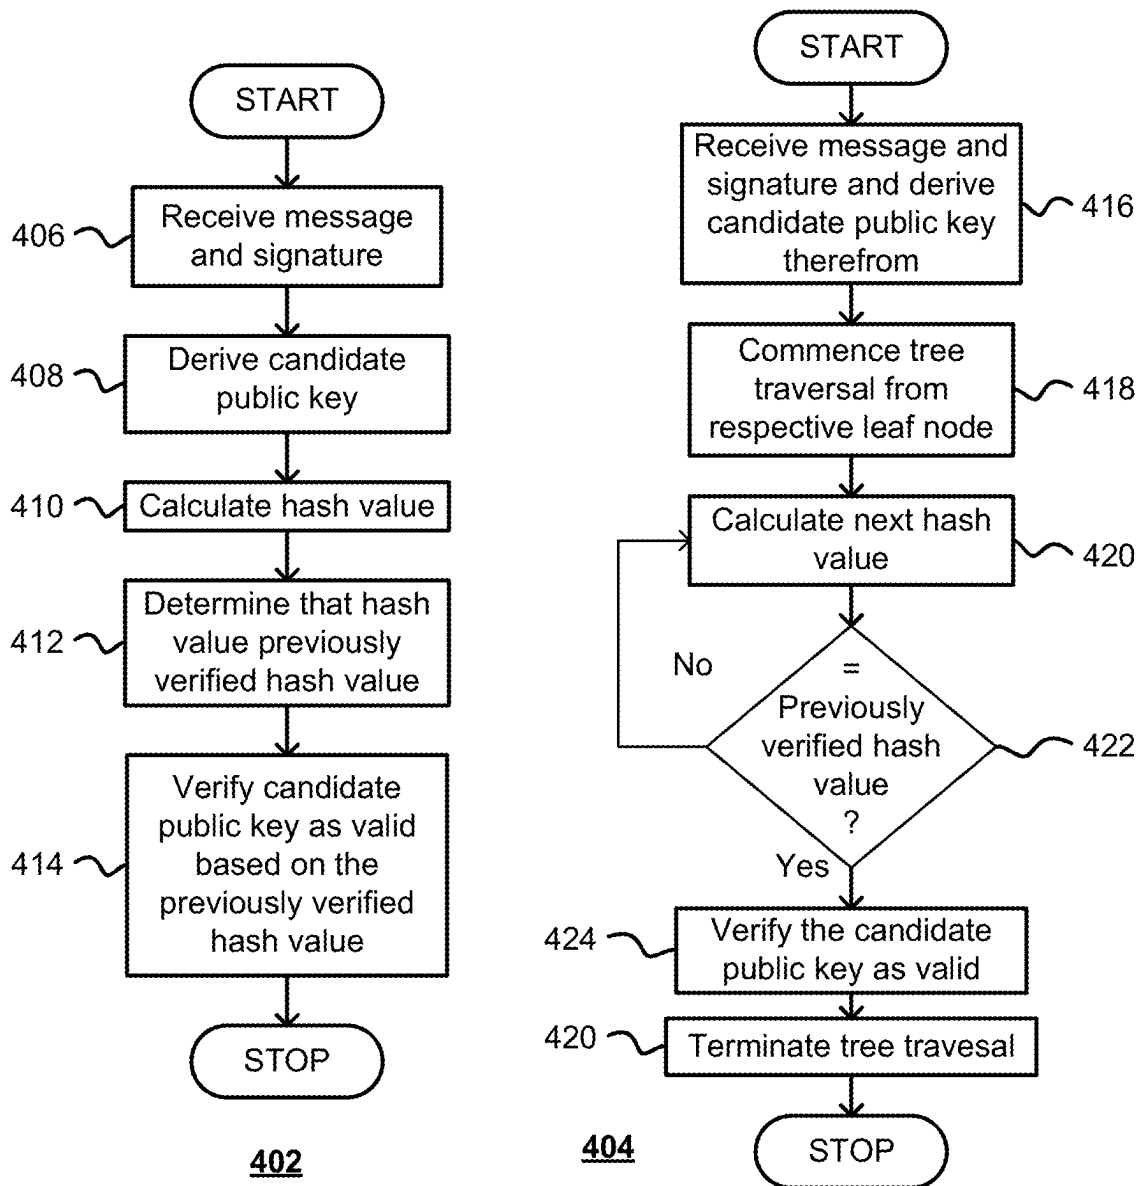 START
Receive message
and signature
406
Derive candidate
public key
408
Calculate hash value
410
Determine that hash
value previously
verified hash value
412
Verify candidate
public key as valid
based on the
previously verified
hash value
414
STOP
402
START
Receive message and
signature and derive
candidate public key
therefrom
416
Commence tree
traversal from
respective leaf node
418
Calculate next hash
value
420
No
=
Previously
verified hash
value
?
422
Yes
Verify the candidate
public key as valid
424
Terminate tree travesal
420
STOP
404